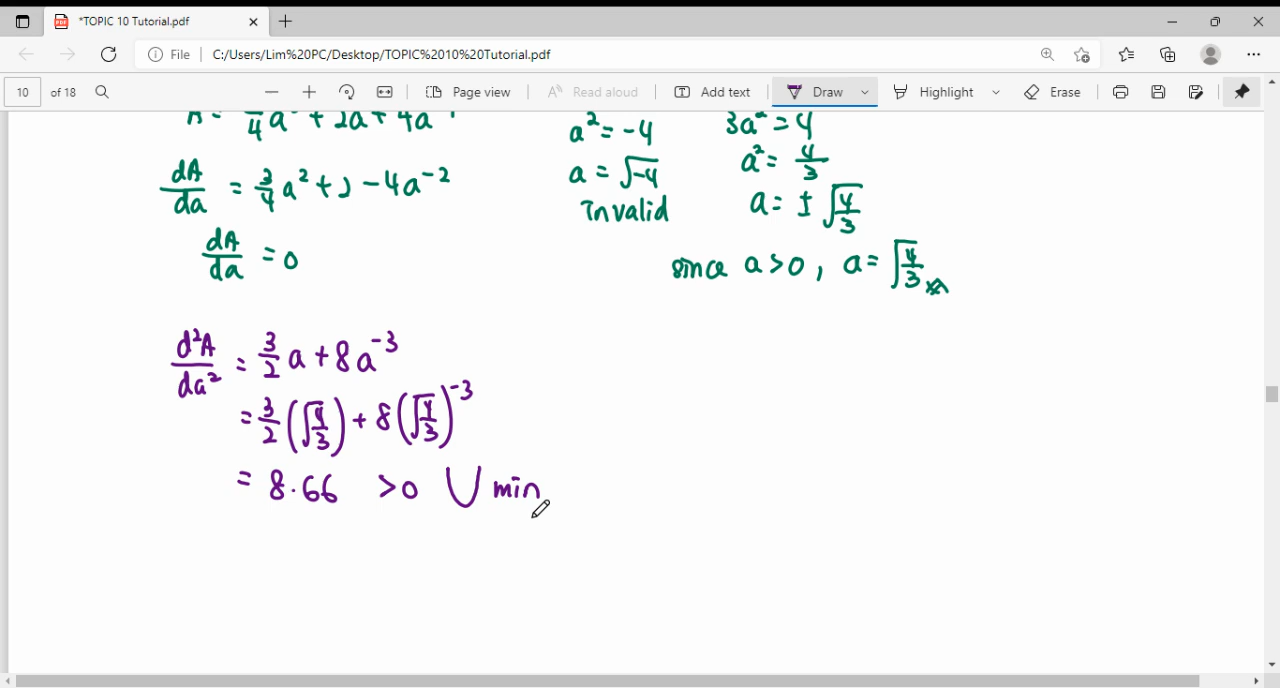 *TOPIC 10 Tutorial.pdf
File C:/Users/Lim%20PC/Desktop/TOPIC%2010%20Tutorial.pdf
10 of 18 Page view Read aloud Add text Draw Highlight Erase
dA/da = 3/4 a² + 2 - 4a⁻²
dA/da = 0
a² = -4
a = √-4
Invalid
3a² = 4
a² = 4/3
a = ± √4/3
since a > 0, a = √4/3
d²A/da² = 3/2 a + 8a⁻³
= 3/2 (√4/3) + 8 (√4/3)⁻³
= 8.66 > 0 ∪ min